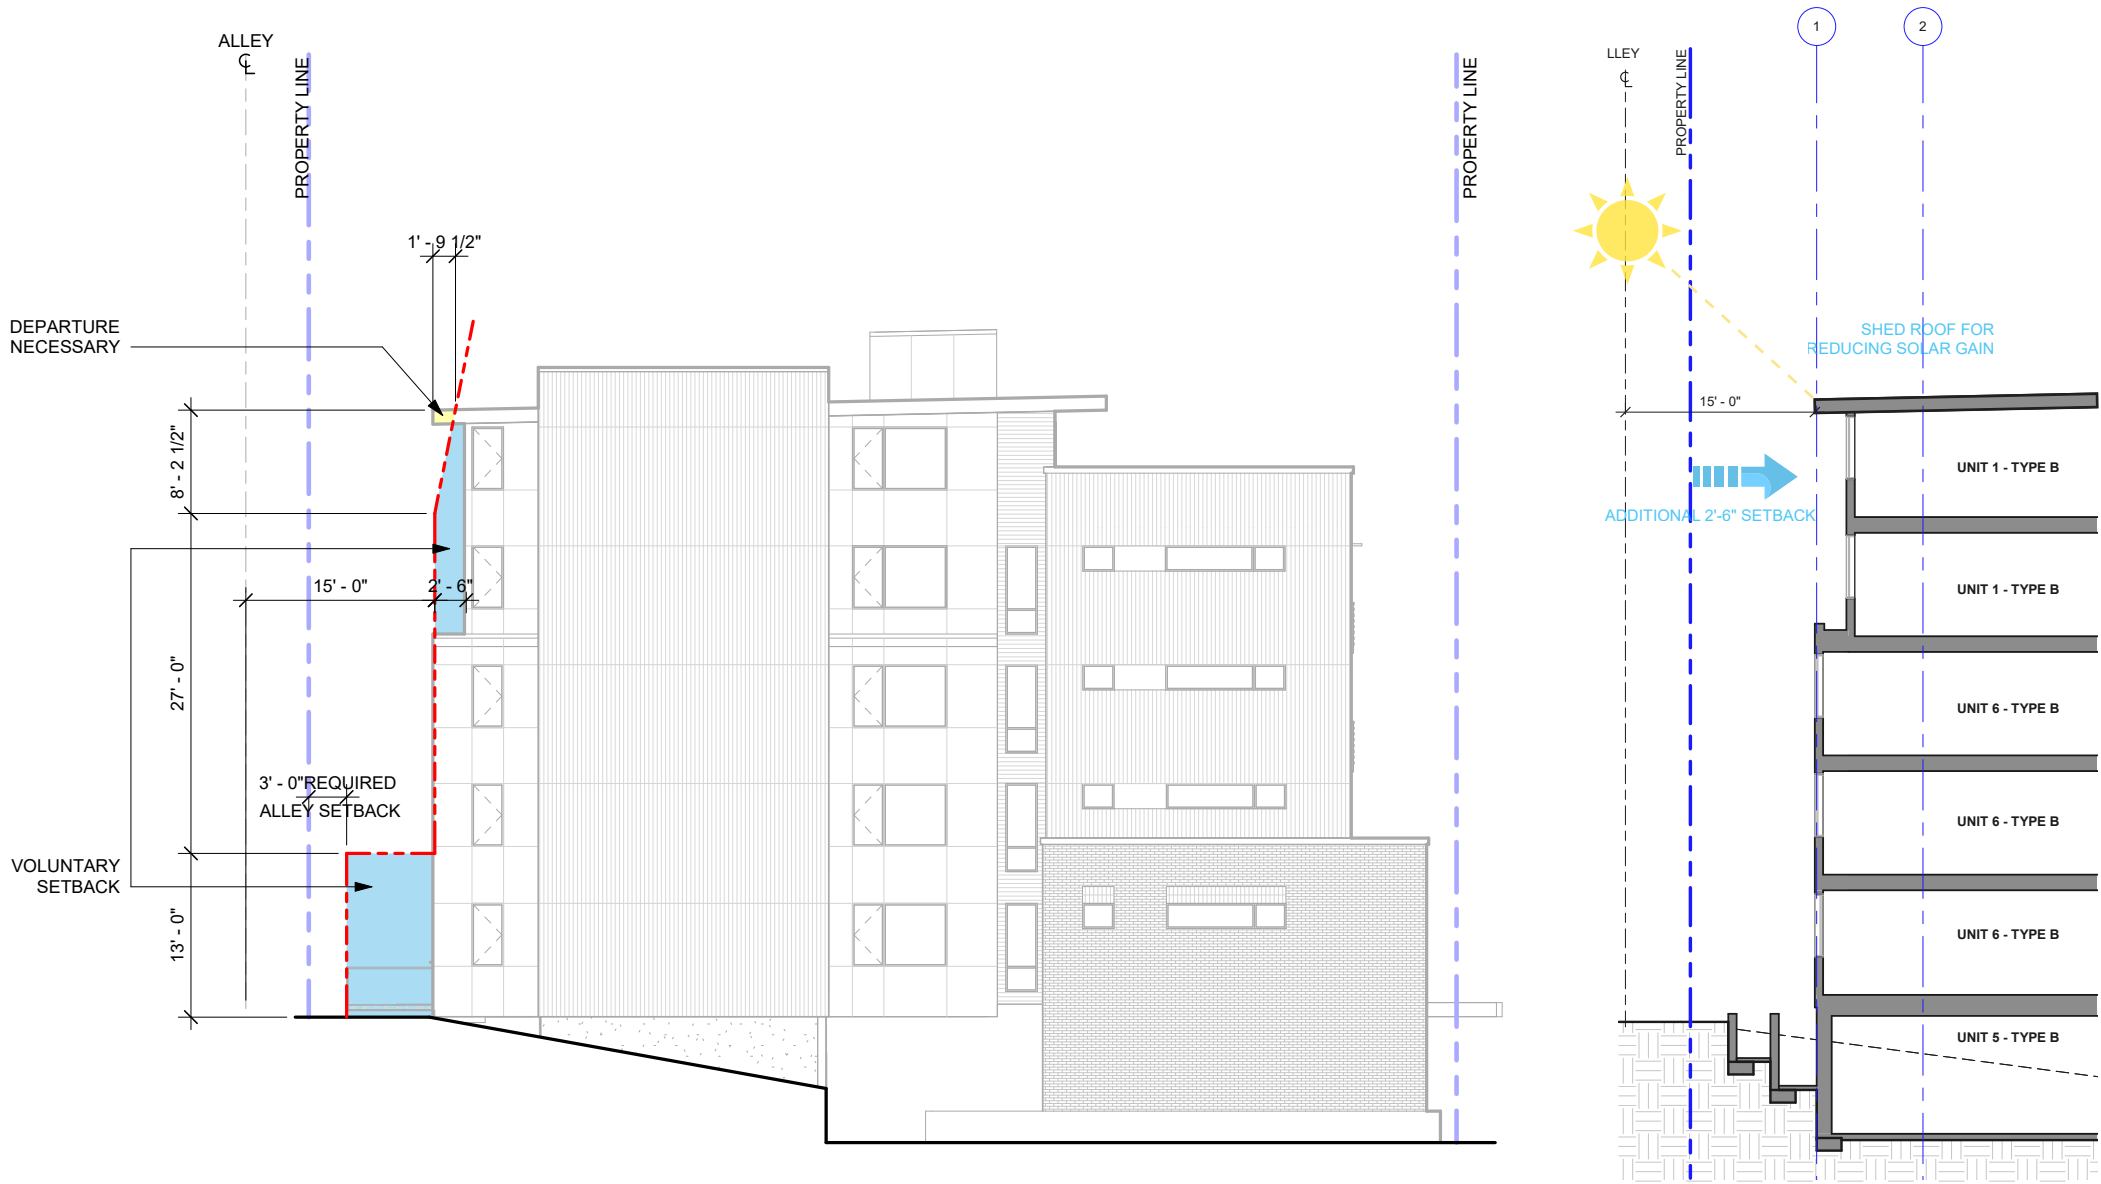 ALLEY
℄
PROPERTY LINE
1' - 9 1/2"
DEPARTURE
NECESSARY
8' - 2 1/2"
15' - 0"
2' - 6"
27' - 0"
3' - 0"REQUIRED
ALLEY SETBACK
VOLUNTARY
SETBACK
13' - 0"
PROPERTY LINE
1
2
LLEY
℄
PROPERTY LINE
SHED ROOF FOR
REDUCING SOLAR GAIN
15' - 0"
UNIT 1 - TYPE B
ADDITIONAL 2'-6" SETBACK
UNIT 1 - TYPE B
UNIT 6 - TYPE B
UNIT 6 - TYPE B
UNIT 6 - TYPE B
UNIT 5 - TYPE B